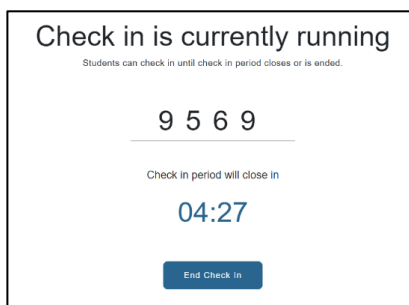 Check in is currently running
Students can check in until check in period closes or is ended.
9 5 6 9
Check in period will close in
04:27
End Check In